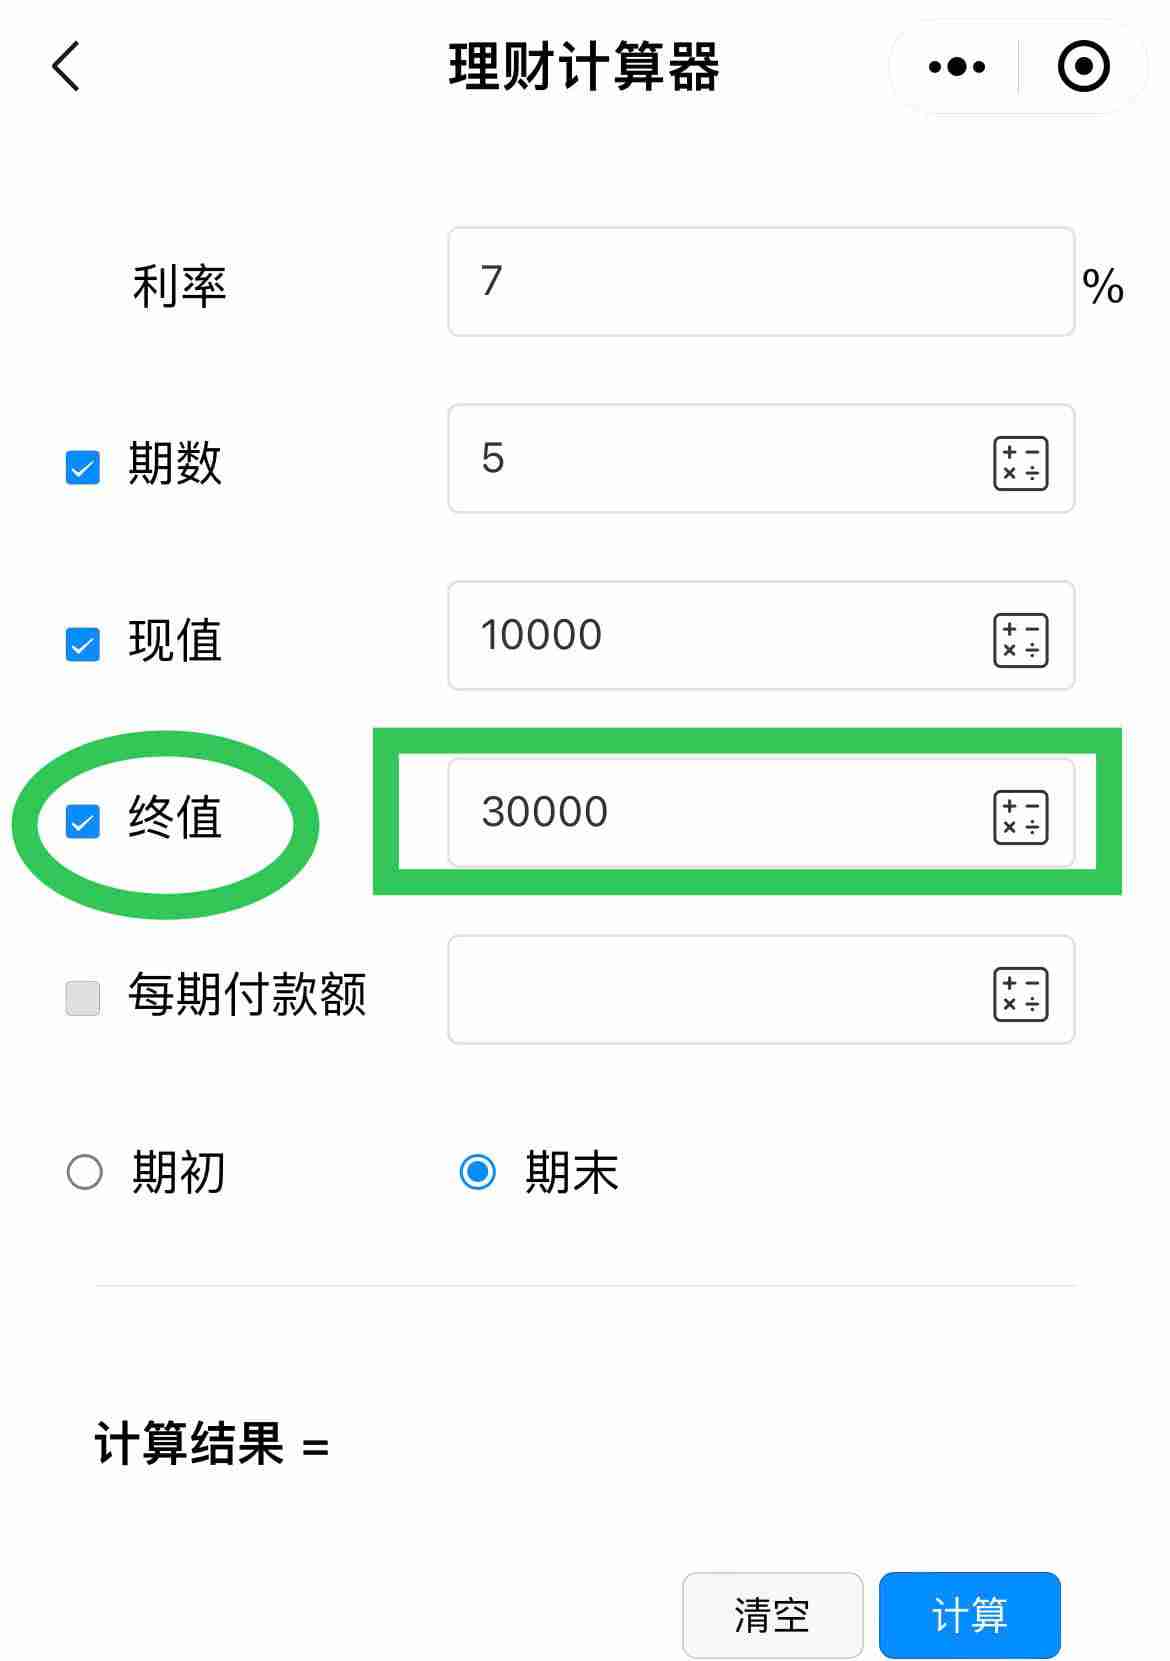 理财计算器
利率 7 %
期数 5
现值 10000
终值 30000
每期付款额
期初 期末
计算结果 =
清空 计算